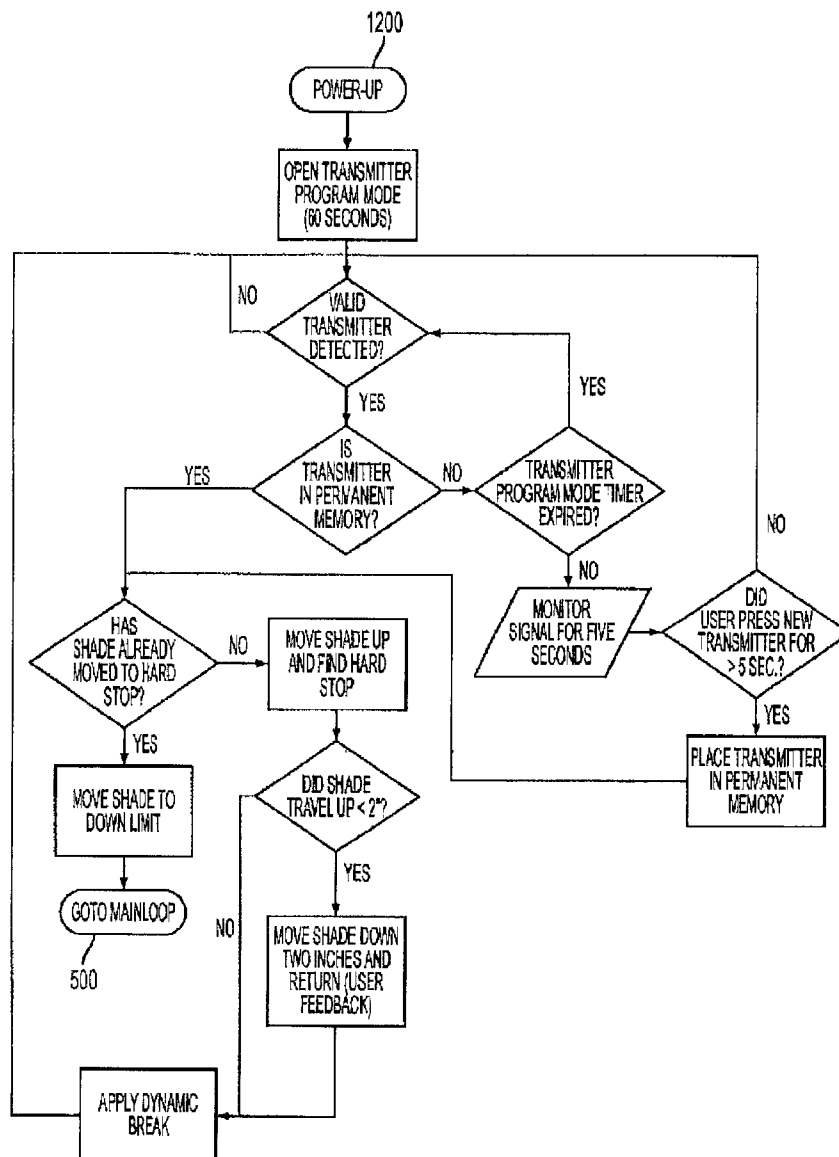 1200
POWER-UP
OPEN TRANSMITTER
PROGRAM MODE
(60 SECONDS)
NO
VALID
TRANSMITTER
DETECTED?
YES
YES
IS
TRANSMITTER
IN PERMANENT
MEMORY?
YES
NO
TRANSMITTER
PROGRAM MODE TIMER
EXPIRED?
NO
NO
MONITOR
SIGNAL FOR FIVE
SECONDS
DID
USER PRESS NEW
TRANSMITTER FOR
> 5 SEC.?
YES
PLACE TRANSMITTER
IN PERMANENT
MEMORY
HAS
SHADE ALREADY
MOVED TO HARD
STOP?
NO
MOVE SHADE UP
AND FIND HARD
STOP
YES
MOVE SHADE TO
DOWN LIMIT
DID SHADE
TRAVEL UP < 2"?
YES
NO
GOTO MAINLOOP
500
MOVE SHADE DOWN
TWO INCHES AND
RETURN (USER
FEEDBACK)
APPLY DYNAMIC
BREAK